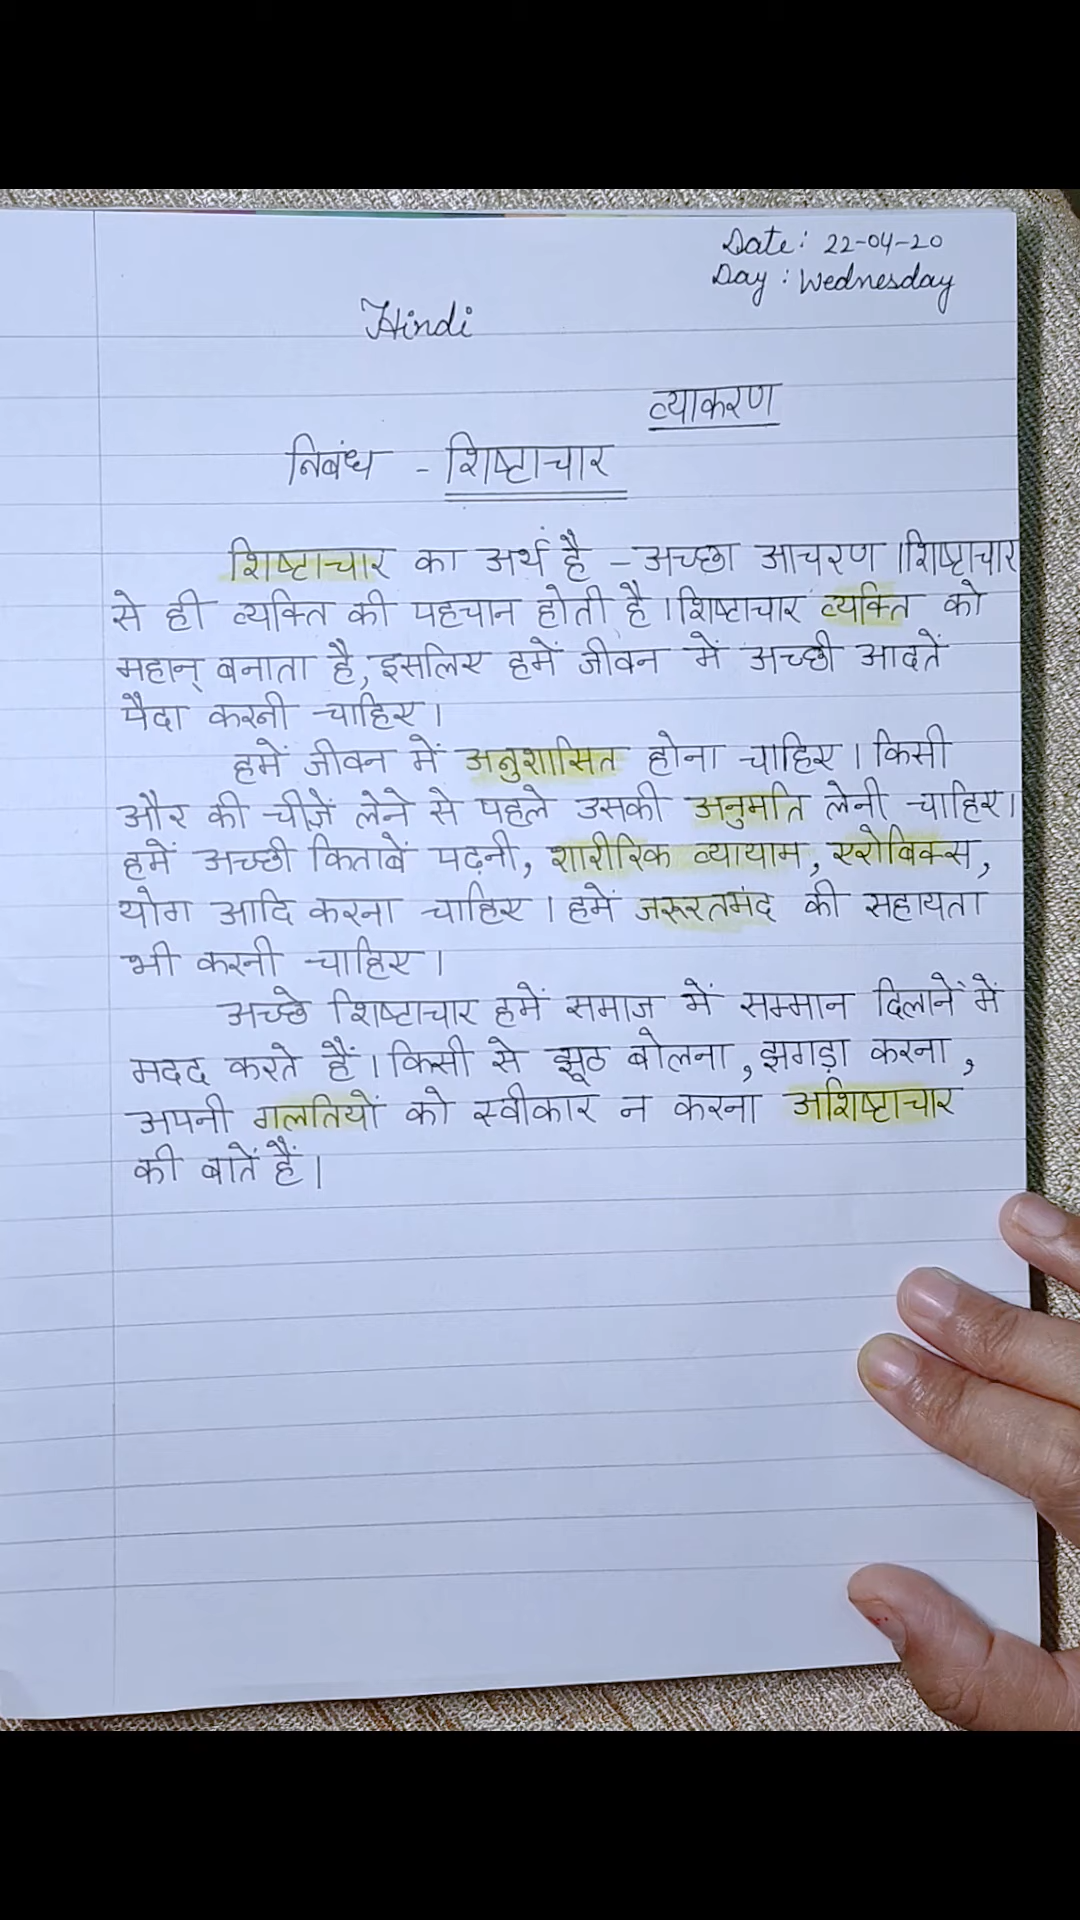 Date: 22-04-20
Day : Wednesday
Hindi
व्याकरण
निबंध - शिष्टाचार
शिष्टाचार का अर्थ है – अच्छा आचरण । शिष्टाचार
से ही व्यक्ति की पहचान होती है । शिष्टाचार व्यक्ति को
महान् बनाता है, इसलिए हमें जीवन में अच्छी आदतें
पैदा करनी चाहिए ।
हमें जीवन में अनुशासित होना चाहिए । किसी
और की चीज़ें लेने से पहले उसकी अनुमति लेनी चाहिए।
हमें अच्छी किताबें पढ़नी, शारीरिक व्यायाम, एरोबिक्स,
योग आदि करना चाहिए । हमें जरूरतमंद की सहायता
भी करनी चाहिए ।
अच्छे शिष्टाचार हमें समाज में सम्मान दिलानें में
मदद करते हैं । किसी से झूठ बोलना, झगड़ा करना,
अपनी गलतियों को स्वीकार न करना अशिष्टाचार
की बातें हैं ।